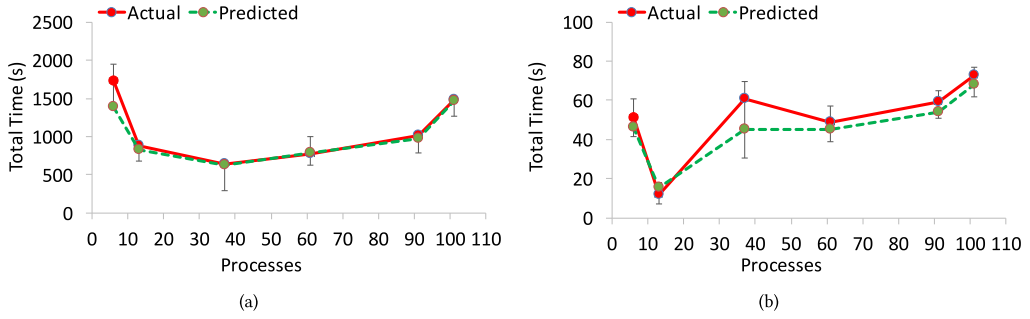 Actual Predicted
2500
2000
1500
1000
500
0
Total Time (s)
0 10 20 30 40 50 60 70 80 90 100 110
Processes
(a)
Actual Predicted
100
80
60
40
20
0
Total Time (s)
0 10 20 30 40 50 60 70 80 90 100 110
Processes
(b)